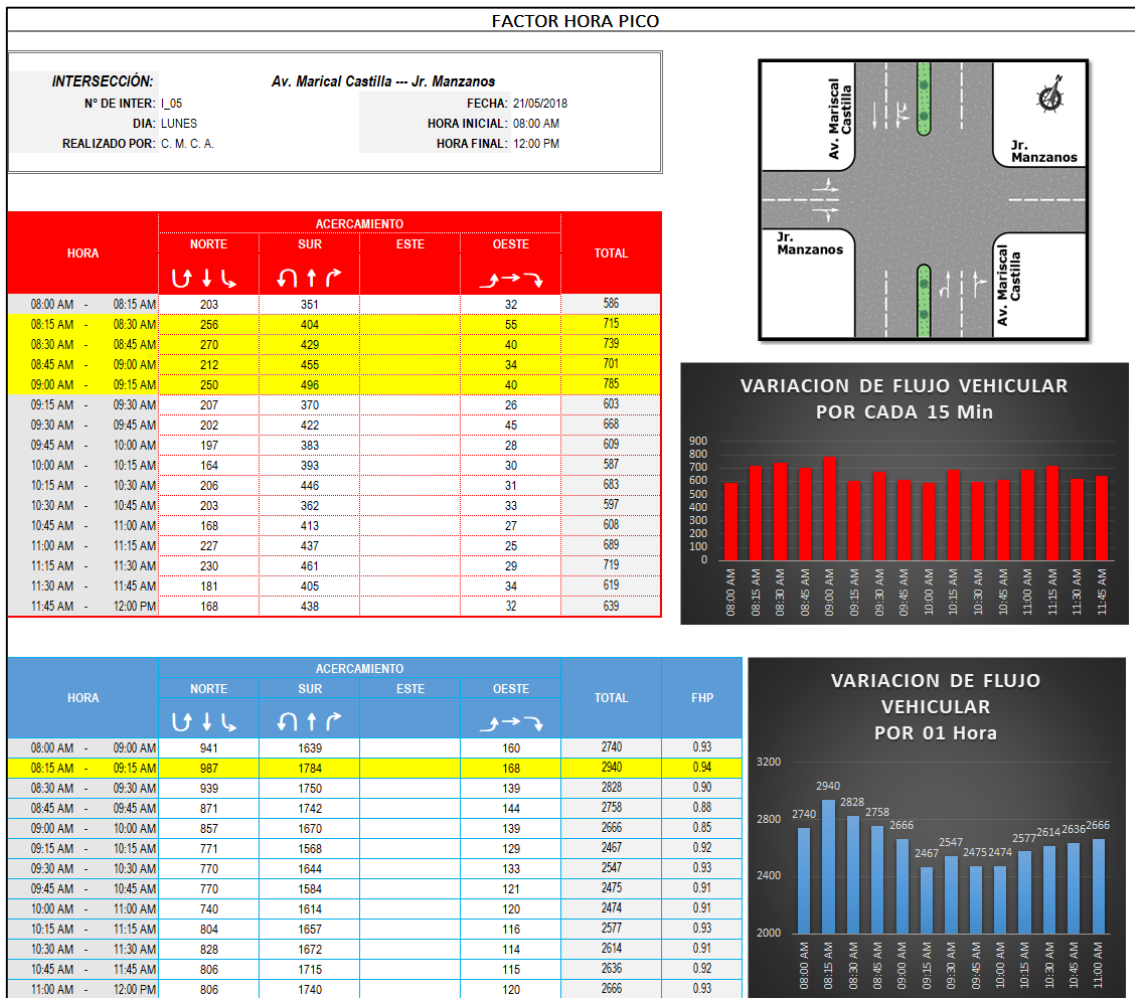 FACTOR HORA PICO
INTERSECCIÓN: Av. Marical Castilla --- Jr. Manzanos
N° DE INTER: I_05 FECHA: 21/05/2018
DIA: LUNES HORA INICIAL: 08:00 AM
REALIZADO POR: C. M. C. A. HORA FINAL: 12:00 PM
Av. Mariscal
Castilla
Jr.
Manzanos
Jr.
Manzanos
Av. Mariscal
Castilla
HORA ACERCAMIENTO TOTAL
NORTE SUR ESTE OESTE
08:00 AM - 08:15 AM 203 351 32 586
08:15 AM - 08:30 AM 256 404 55 715
08:30 AM - 08:45 AM 270 429 40 739
08:45 AM - 09:00 AM 212 455 34 701
09:00 AM - 09:15 AM 250 496 40 785
09:15 AM - 09:30 AM 207 370 26 603
09:30 AM - 09:45 AM 202 422 45 668
09:45 AM - 10:00 AM 197 383 28 609
10:00 AM - 10:15 AM 164 393 30 587
10:15 AM - 10:30 AM 206 446 31 683
10:30 AM - 10:45 AM 203 362 33 597
10:45 AM - 11:00 AM 168 413 27 608
11:00 AM - 11:15 AM 227 437 25 689
11:15 AM - 11:30 AM 230 461 29 719
11:30 AM - 11:45 AM 181 405 34 619
11:45 AM - 12:00 PM 168 438 32 639
VARIACION DE FLUJO VEHICULAR
POR CADA 15 Min
900
800
700
600
500
400
300
200
100
0
08:00 AM 08:15 AM 08:30 AM 08:45 AM 09:00 AM 09:15 AM 09:30 AM 09:45 AM 10:00 AM 10:15 AM 10:30 AM 10:45 AM 11:00 AM 11:15 AM 11:30 AM 11:45 AM
HORA ACERCAMIENTO TOTAL FHP
NORTE SUR ESTE OESTE
08:00 AM - 09:00 AM 941 1639 160 2740 0.93
08:15 AM - 09:15 AM 987 1784 168 2940 0.94
08:30 AM - 09:30 AM 939 1750 139 2828 0.90
08:45 AM - 09:45 AM 871 1742 144 2758 0.88
09:00 AM - 10:00 AM 857 1670 139 2666 0.85
09:15 AM - 10:15 AM 771 1568 129 2467 0.92
09:30 AM - 10:30 AM 770 1644 133 2547 0.93
09:45 AM - 10:45 AM 770 1584 121 2475 0.91
10:00 AM - 11:00 AM 740 1614 120 2474 0.91
10:15 AM - 11:15 AM 804 1657 116 2577 0.93
10:30 AM - 11:30 AM 828 1672 114 2614 0.91
10:45 AM - 11:45 AM 806 1715 115 2636 0.92
11:00 AM - 12:00 PM 806 1740 120 2666 0.93
VARIACION DE FLUJO
VEHICULAR
POR 01 Hora
3200
2800
2400
2000
2740 2940 2828 2758 2666 2467 2547 2475 2474 2577 2614 2636 2666
08:00 AM 08:15 AM 08:30 AM 08:45 AM 09:00 AM 09:15 AM 09:30 AM 09:45 AM 10:00 AM 10:15 AM 10:30 AM 10:45 AM 11:00 AM